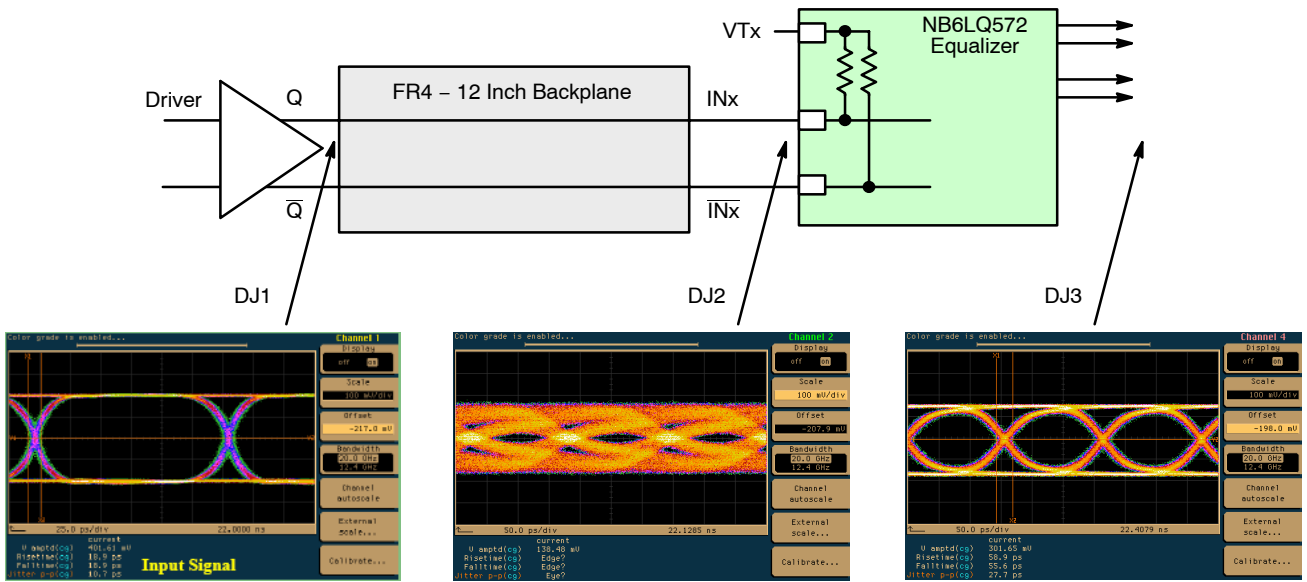 VTx
NB6LQ572
Equalizer
Driver
Q
FR4 − 12 Inch Backplane
INx
Q
INx
DJ1
DJ2
DJ3
Color grade is enabled...
Channel 1
Display
off on
Scale
100 mV/div
Offset
-217.0 mV
Bandwidth
20.0 GHz
12.4 GHz
Channel
autoscale
External
scale...
Calibrate...
25.0 ps/div
22.0000 ns
current
V amptd(cg) 401.61 mV
Risetime(cg) 18.9 ps
Falltime(cg) 18.9 ps
Jitter p-p(cg) 10.7 ps
Input Signal
Color grade is enabled...
Channel 2
Display
off on
Scale
100 mV/div
Offset
-207.9 mV
Bandwidth
20.0 GHz
12.4 GHz
Channel
autoscale
External
scale...
Calibrate...
50.0 ps/div
22.1285 ns
current
V amptd(cg) 138.48 mV
Risetime(cg) Edge?
Falltime(cg) Edge?
Jitter p-p(cg) Eye?
Color grade is enabled...
Channel 4
Display
off on
Scale
100 mV/div
Offset
-198.0 mV
Bandwidth
20.0 GHz
12.4 GHz
Channel
autoscale
External
scale...
Calibrate...
50.0 ps/div
22.4079 ns
current
V amptd(cg) 301.65 mV
Risetime(cg) 58.9 ps
Falltime(cg) 55.6 ps
Jitter p-p(cg) 27.7 ps